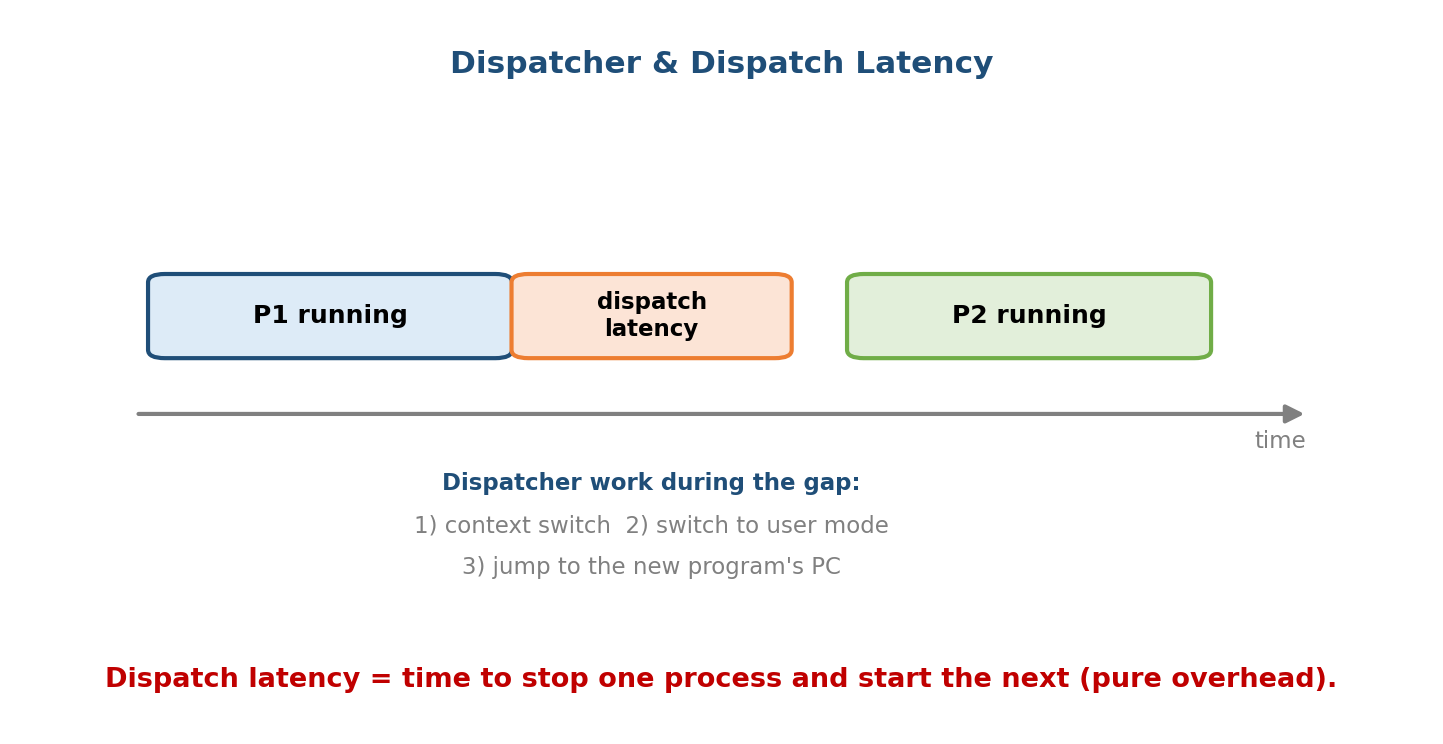 Dispatcher & Dispatch Latency
P1 running
dispatch
latency
P2 running
time
Dispatcher work during the gap:
1) context switch  2) switch to user mode
3) jump to the new program's PC
Dispatch latency = time to stop one process and start the next (pure overhead).